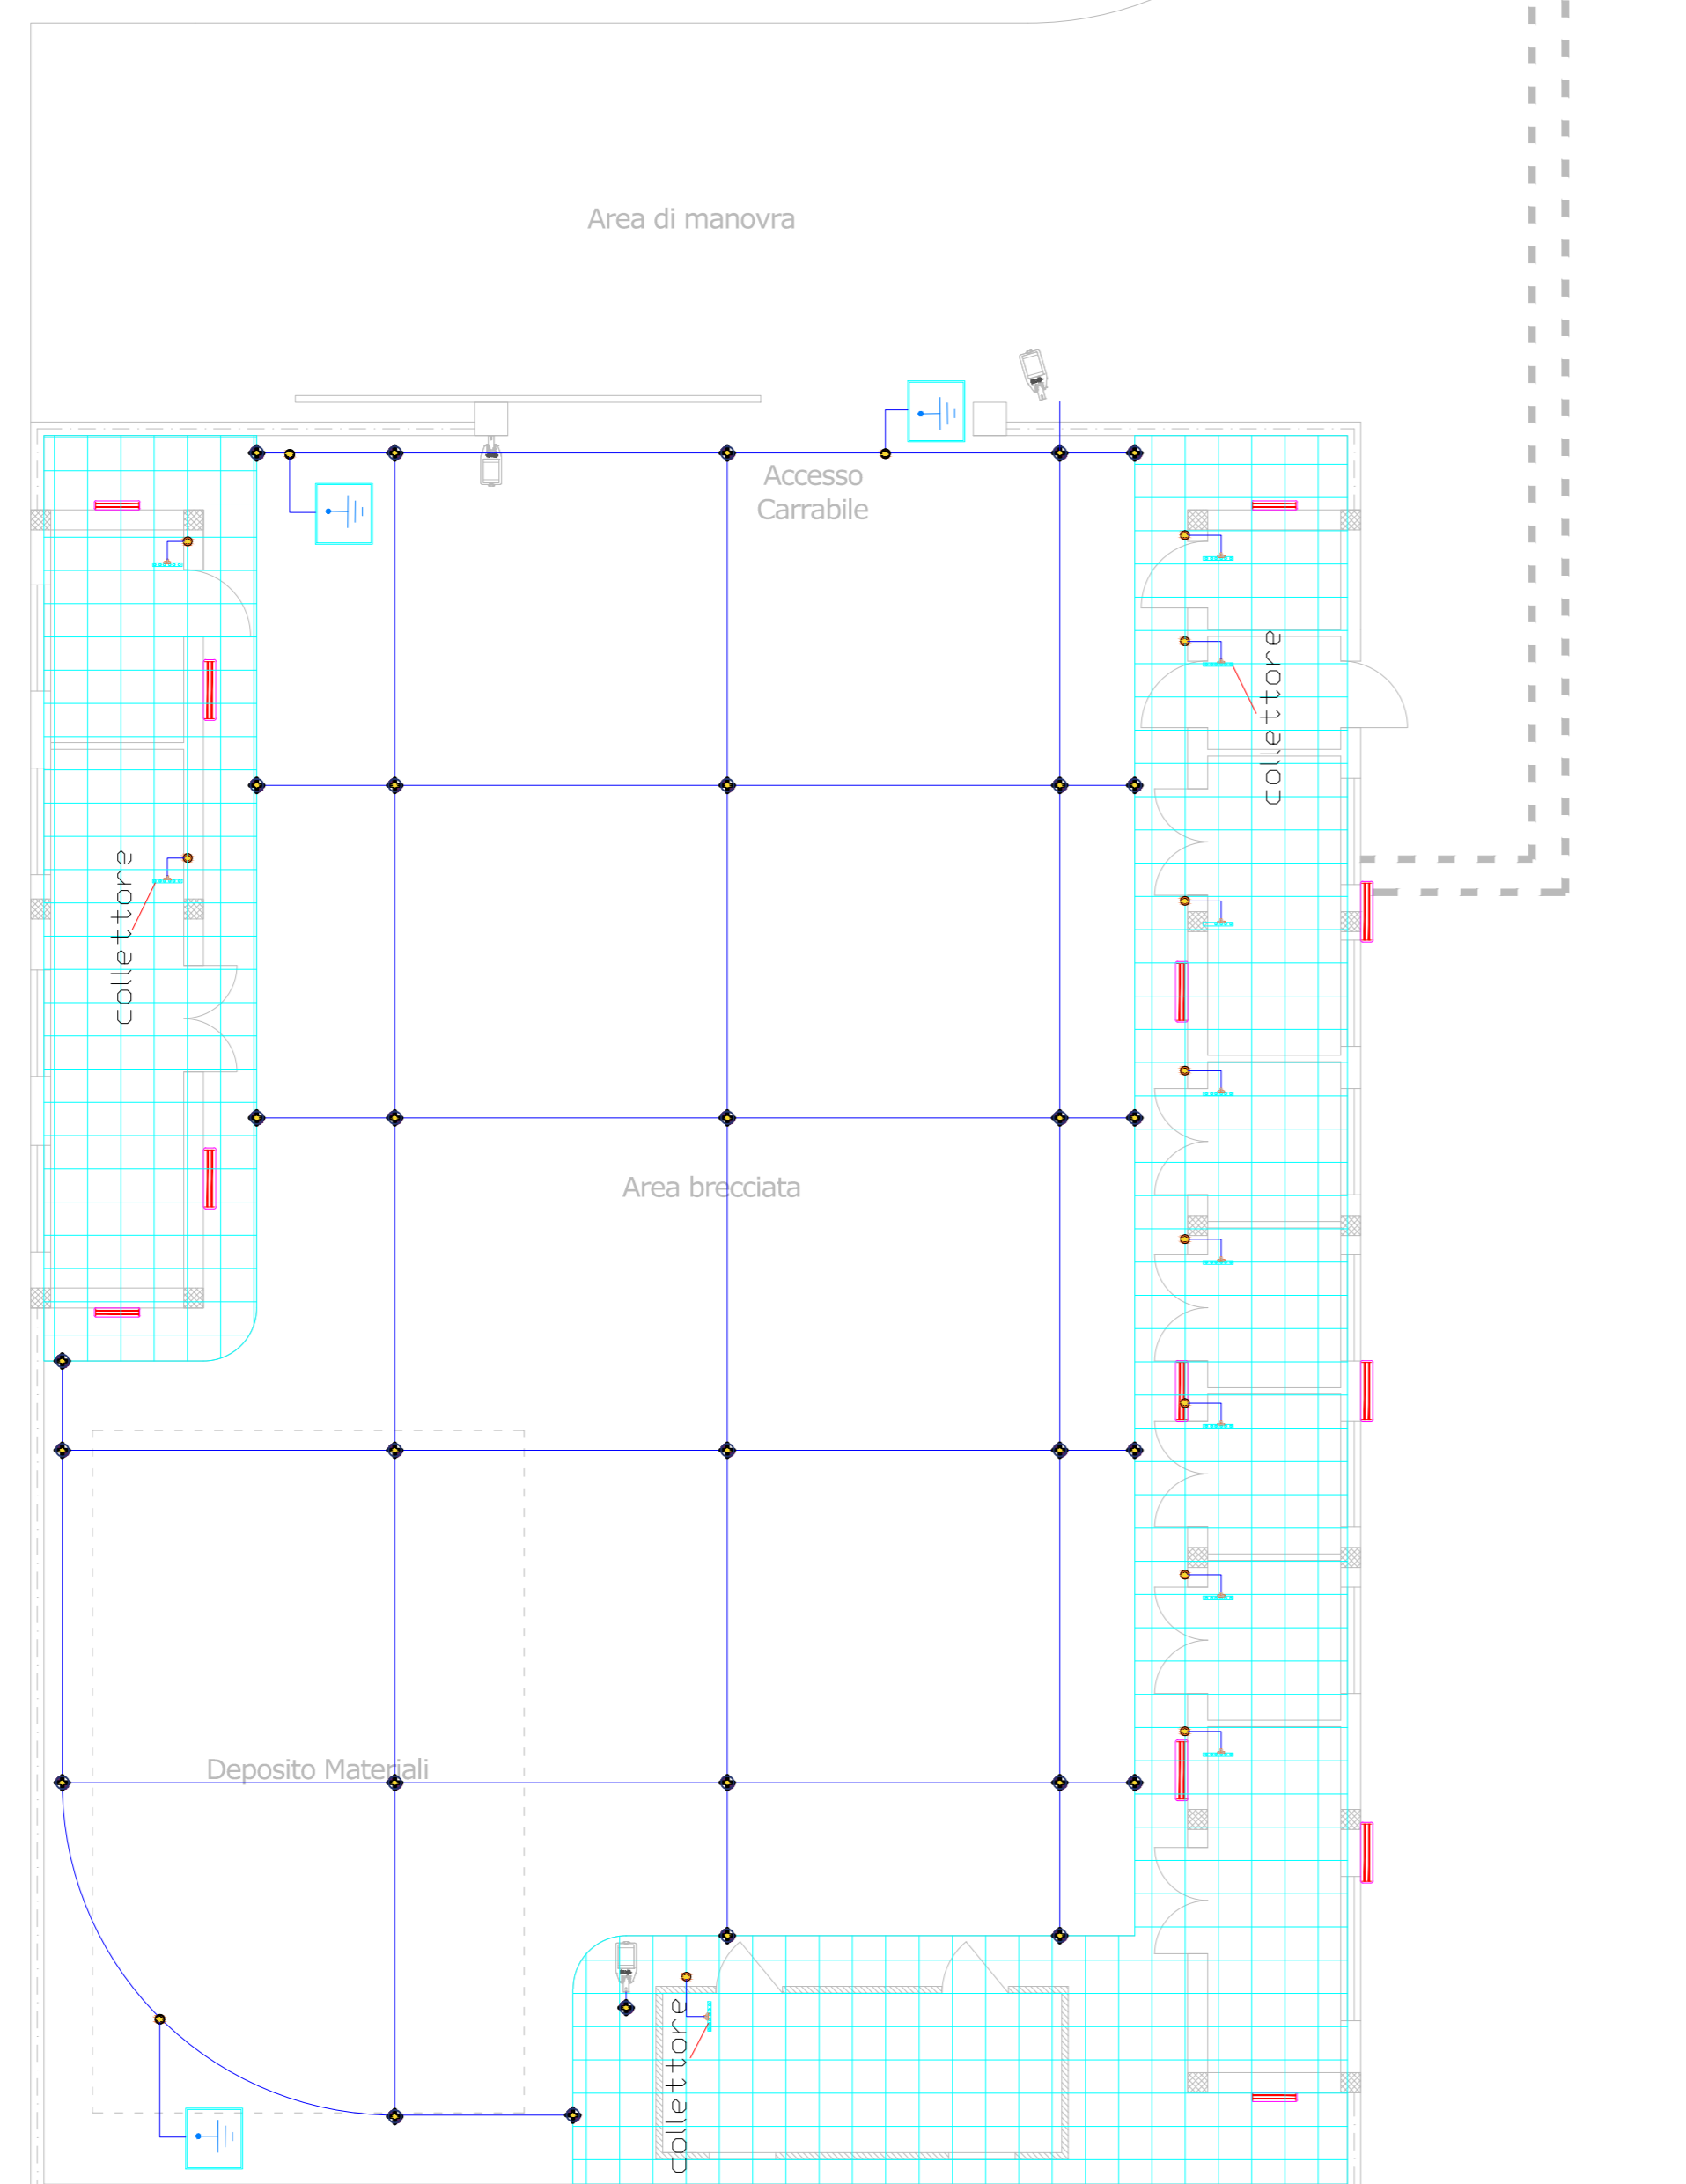 Area di manovra
Accesso
Carrabile
collettore
collettore
Area brecciata
Deposito Materiali
collettore